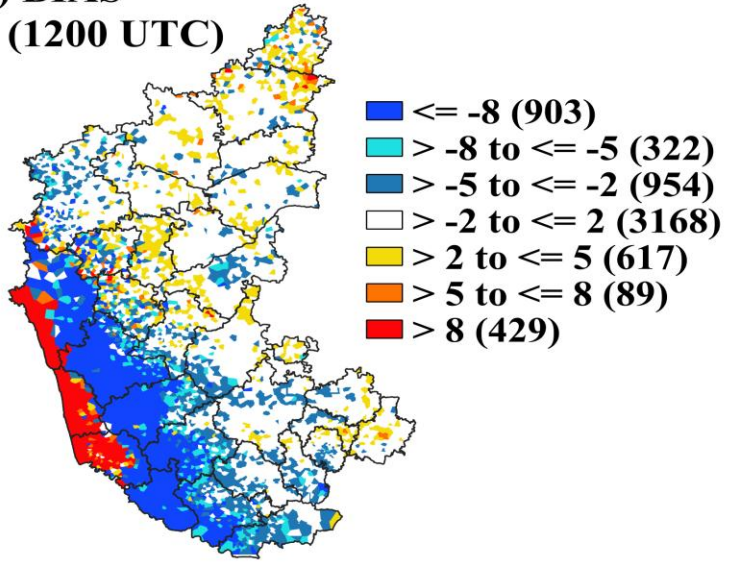 (1200 UTC)
<= -8 (903)
> -8 to <= -5 (322)
> -5 to <= -2 (954)
> -2 to <= 2 (3168)
> 2 to <= 5 (617)
> 5 to <= 8 (89)
> 8 (429)